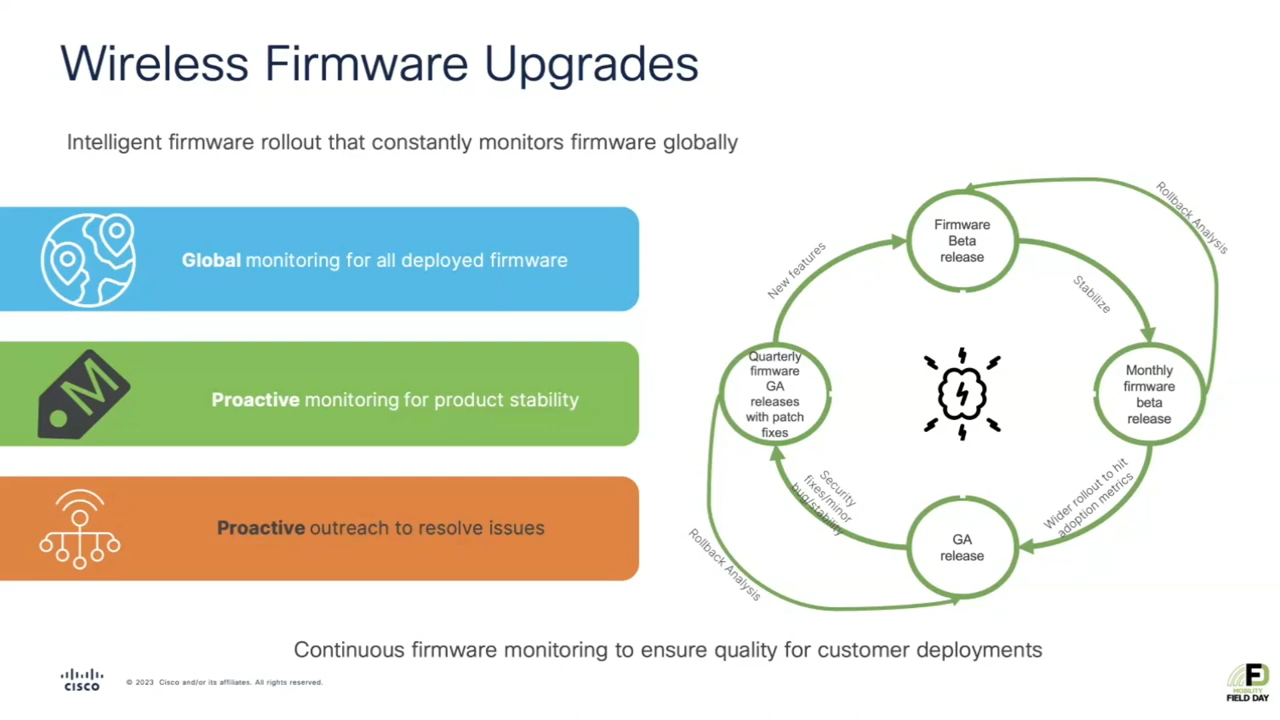 Wireless Firmware Upgrades
Intelligent firmware rollout that constantly monitors firmware globally
Global monitoring for all deployed firmware
M
Proactive monitoring for product stability
Proactive outreach to resolve issues
Firmware
Beta
release
Rollback Analysis
New features
Stabilize
Quarterly
firmware
GA
releases
with patch
fixes
Monthly
firmware
beta
release
Security
fixes/minor
bug/stability
Wider rollout to hit
adoption metrics
GA
release
Rollback Analysis
Continuous firmware monitoring to ensure quality for customer deployments
CISCO
© 2023 Cisco and/or its affiliates. All rights reserved.
FD
MOBILITY
FIELD DAY